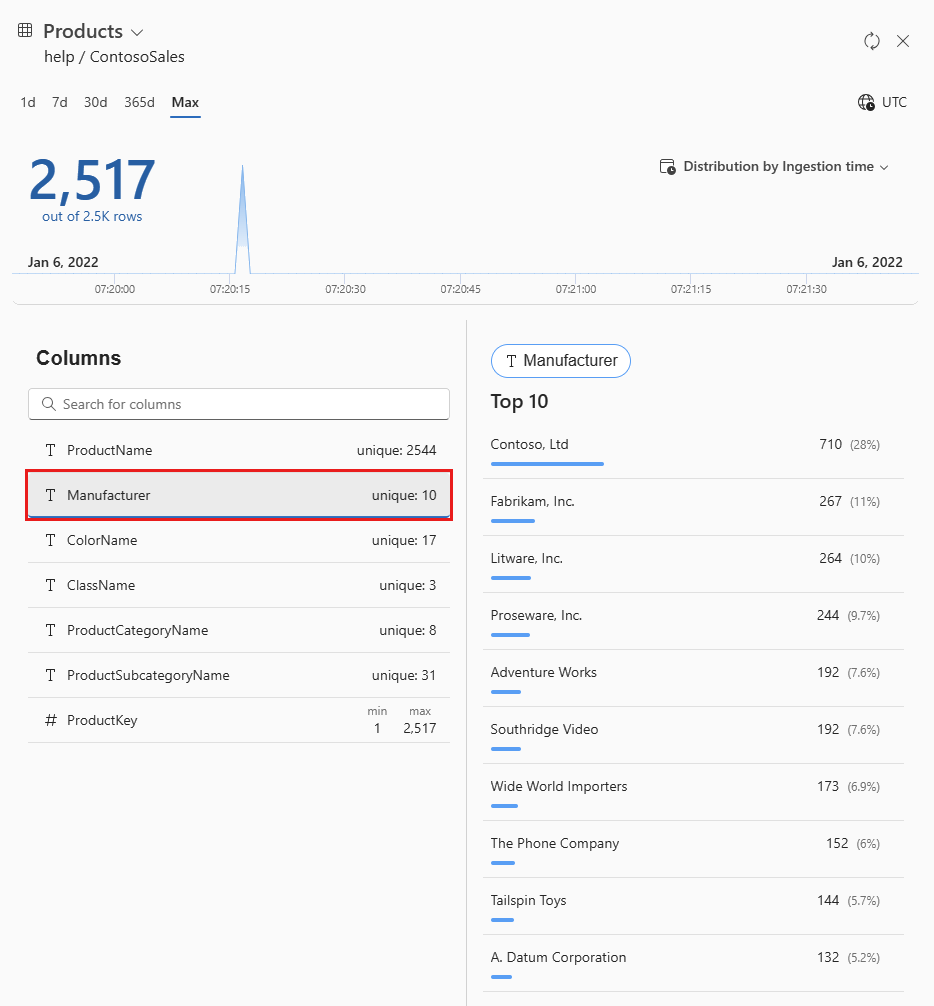 Products
help / ContosoSales
1d 7d 30d 365d Max
UTC
2,517
out of 2.5K rows
Distribution by Ingestion time
Jan 6, 2022
Jan 6, 2022
07:20:00 07:20:15 07:20:30 07:20:45 07:21:00 07:21:15 07:21:30
Columns
Search for columns
T ProductName unique: 2544
T Manufacturer unique: 10
T ColorName unique: 17
T ClassName unique: 3
T ProductCategoryName unique: 8
T ProductSubcategoryName unique: 31
min max
# ProductKey 1 2,517
T Manufacturer
Top 10
Contoso, Ltd 710 (28%)
Fabrikam, Inc. 267 (11%)
Litware, Inc. 264 (10%)
Proseware, Inc. 244 (9.7%)
Adventure Works 192 (7.6%)
Southridge Video 192 (7.6%)
Wide World Importers 173 (6.9%)
The Phone Company 152 (6%)
Tailspin Toys 144 (5.7%)
A. Datum Corporation 132 (5.2%)